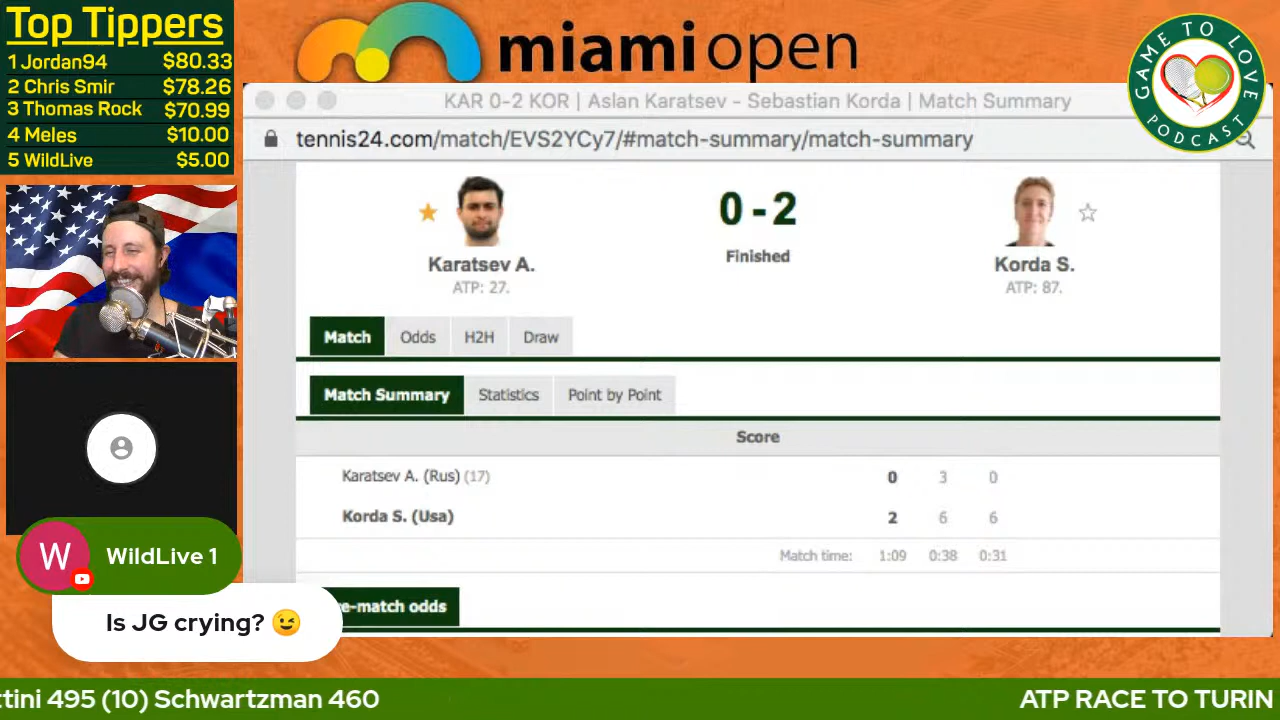 Top Tippers
1 Jordan94 $80.33
2 Chris Smir $78.26
3 Thomas Rock $70.99
4 Meles $10.00
5 WildLive $5.00
miami open
GAME TO LOVE
PODCAST
KAR 0-2 KOR | Aslan Karatsev - Sebastian Korda | Match Summary
tennis24.com/match/EVS2YCy7/#match-summary/match-summary
0 - 2
Finished
Karatsev A.
ATP: 27.
Korda S.
ATP: 87.
Match Odds H2H Draw
Match Summary Statistics Point by Point
Score
Karatsev A. (Rus) (17) 0 3 0
Korda S. (Usa) 2 6 6
Match time: 1:09 0:38 0:31
e-match odds
W WildLive 1
Is JG crying? 😉
ttini 495 (10) Schwartzman 460 ATP RACE TO TURIN